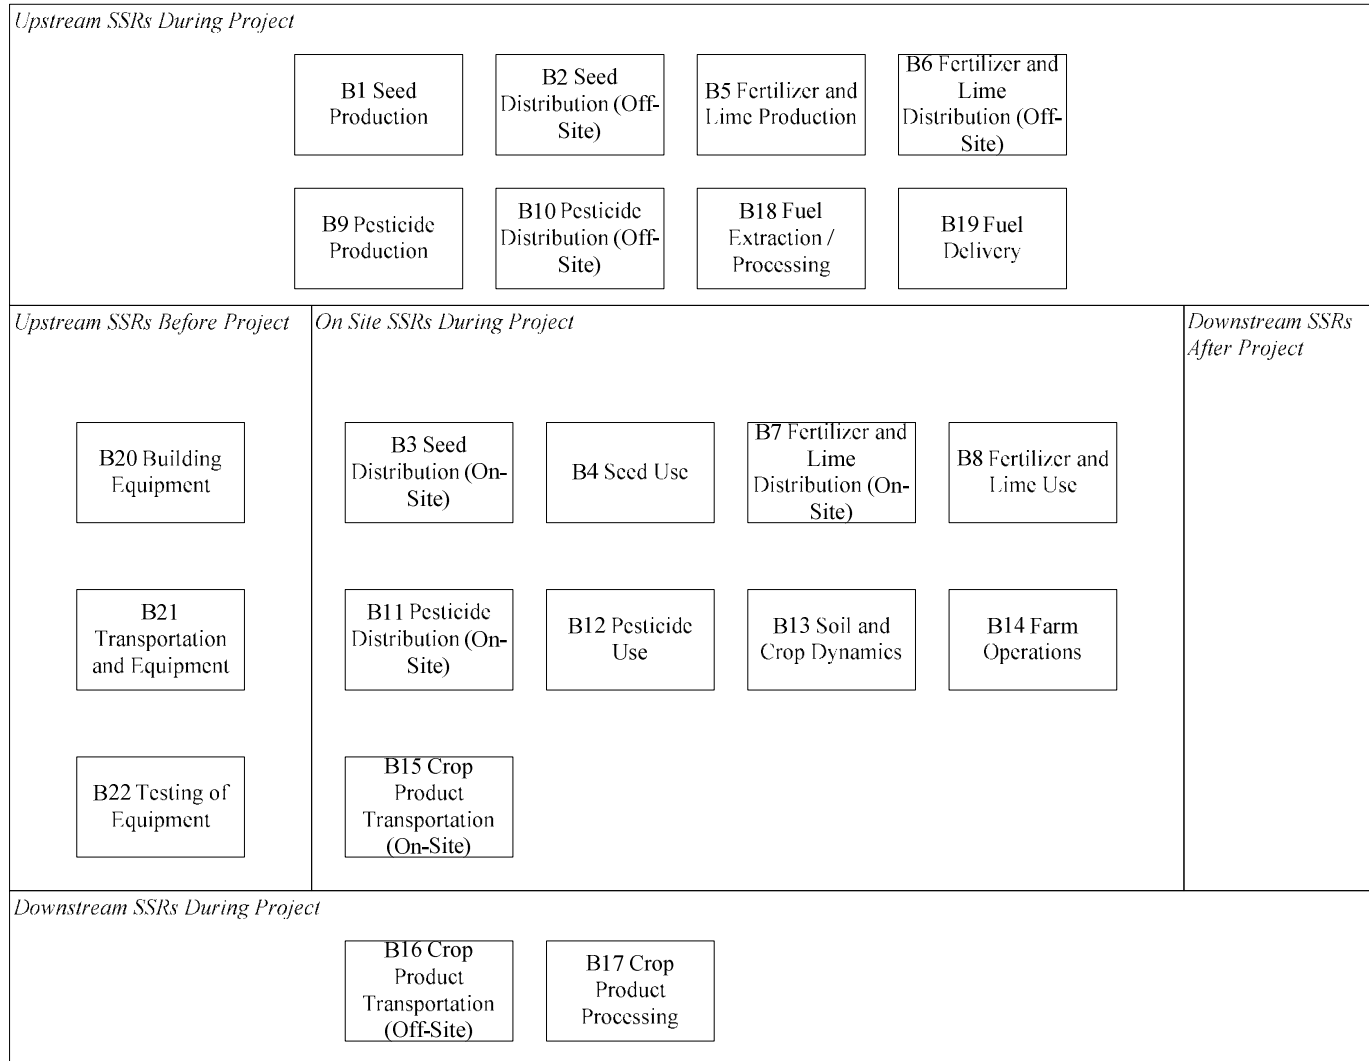 Upstream SSRs During Project
B1 Seed
Production
B2 Seed
Distribution (Off-
Site)
B5 Fertilizer and
Lime Production
B6 Fertilizer and
Lime
Distribution (Off-
Site)
B9 Pesticide
Production
B10 Pesticide
Distribution (Off-
Site)
B18 Fuel
Extraction /
Processing
B19 Fuel
Delivery
Upstream SSRs Before Project
B20 Building
Equipment
B21
Transportation
and Equipment
B22 Testing of
Equipment
On Site SSRs During Project
B3 Seed
Distribution (On-
Site)
B4 Seed Use
B7 Fertilizer and
Lime
Distribution (On-
Site)
B8 Fertilizer and
Lime Use
B11 Pesticide
Distribution (On-
Site)
B12 Pesticide
Use
B13 Soil and
Crop Dynamics
B14 Farm
Operations
B15 Crop
Product
Transportation
(On-Site)
Downstream SSRs
After Project
Downstream SSRs During Project
B16 Crop
Product
Transportation
(Off-Site)
B17 Crop
Product
Processing